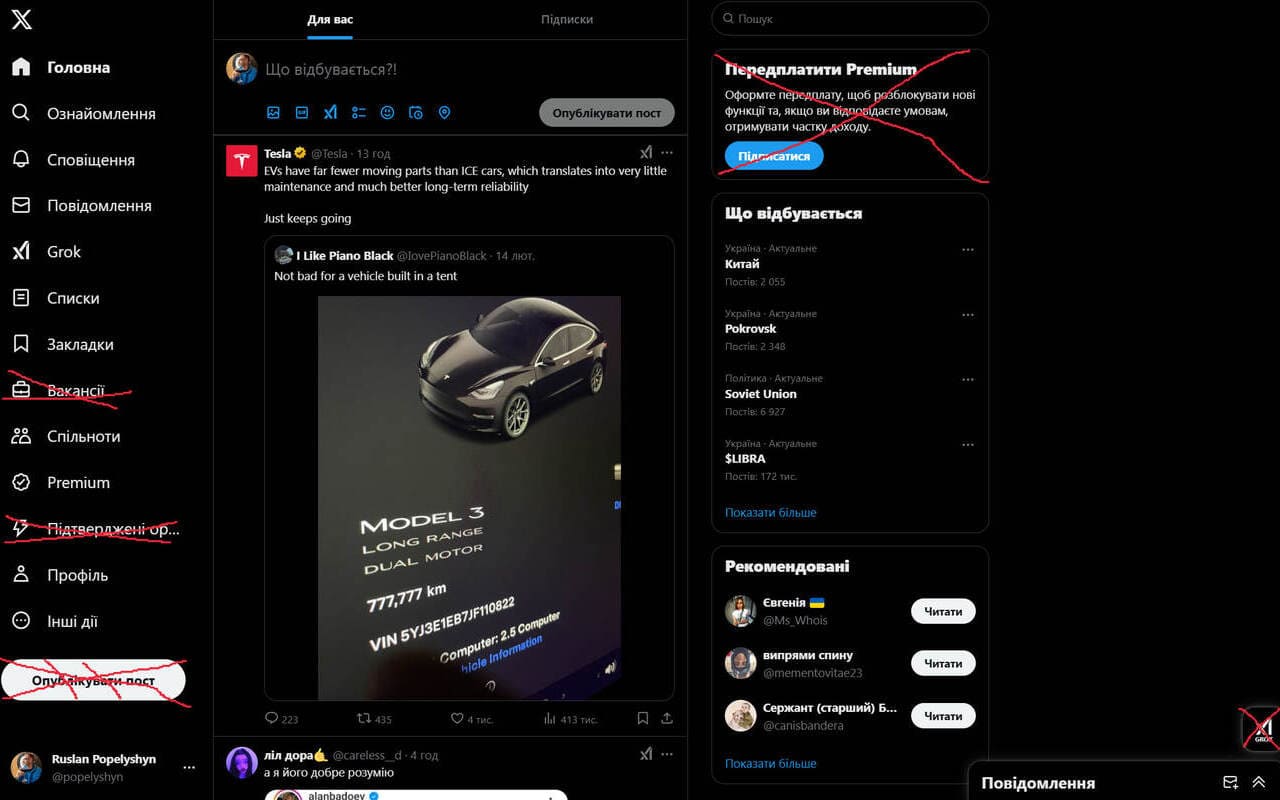 Головна
Ознайомлення
Сповіщення
Повідомлення
Grok
Списки
Закладки
Вакансії
Спільноти
Premium
Підтверджені ор...
Профіль
Інші дії
Опублікувати пост
Ruslan Popelyshyn
@popelyshyn
Для вас
Підписки
Що відбувається?!
GIF
Опублікувати пост
Tesla @Tesla · 13 год
EVs have far fewer moving parts than ICE cars, which translates into very little
maintenance and much better long-term reliability
Just keeps going
I Like Piano Black @lovePianoBlack · 14 лют.
Not bad for a vehicle built in a tent
MODEL 3
LONG RANGE
DUAL MOTOR
777,777 km
VIN 5YJ3E1EB7JF110822
Computer: 2.5 Computer
hicle Information
223
435
4 тис.
413 тис.
ліл дора @careless__d · 4 год
а я його добре розумію
alanbadoev
Пошук
Передплатити Premium
Оформте передплату, щоб розблокувати нові
функції та, якщо ви відповідаєте умовам,
отримувати частку доходу.
Підписатися
Що відбувається
Україна · Актуальне
Китай
Постів: 2 055
Україна · Актуальне
Pokrovsk
Постів: 2 348
Політика · Актуальне
Soviet Union
Постів: 6 927
Україна · Актуальне
$LIBRA
Постів: 172 тис.
Показати більше
Рекомендовані
Євгенія
@Ms_Whois
Читати
випрями спину
@mementovitae23
Читати
Сержант (старший) Б...
@canisbandera
Читати
Показати більше
GROK
Повідомлення